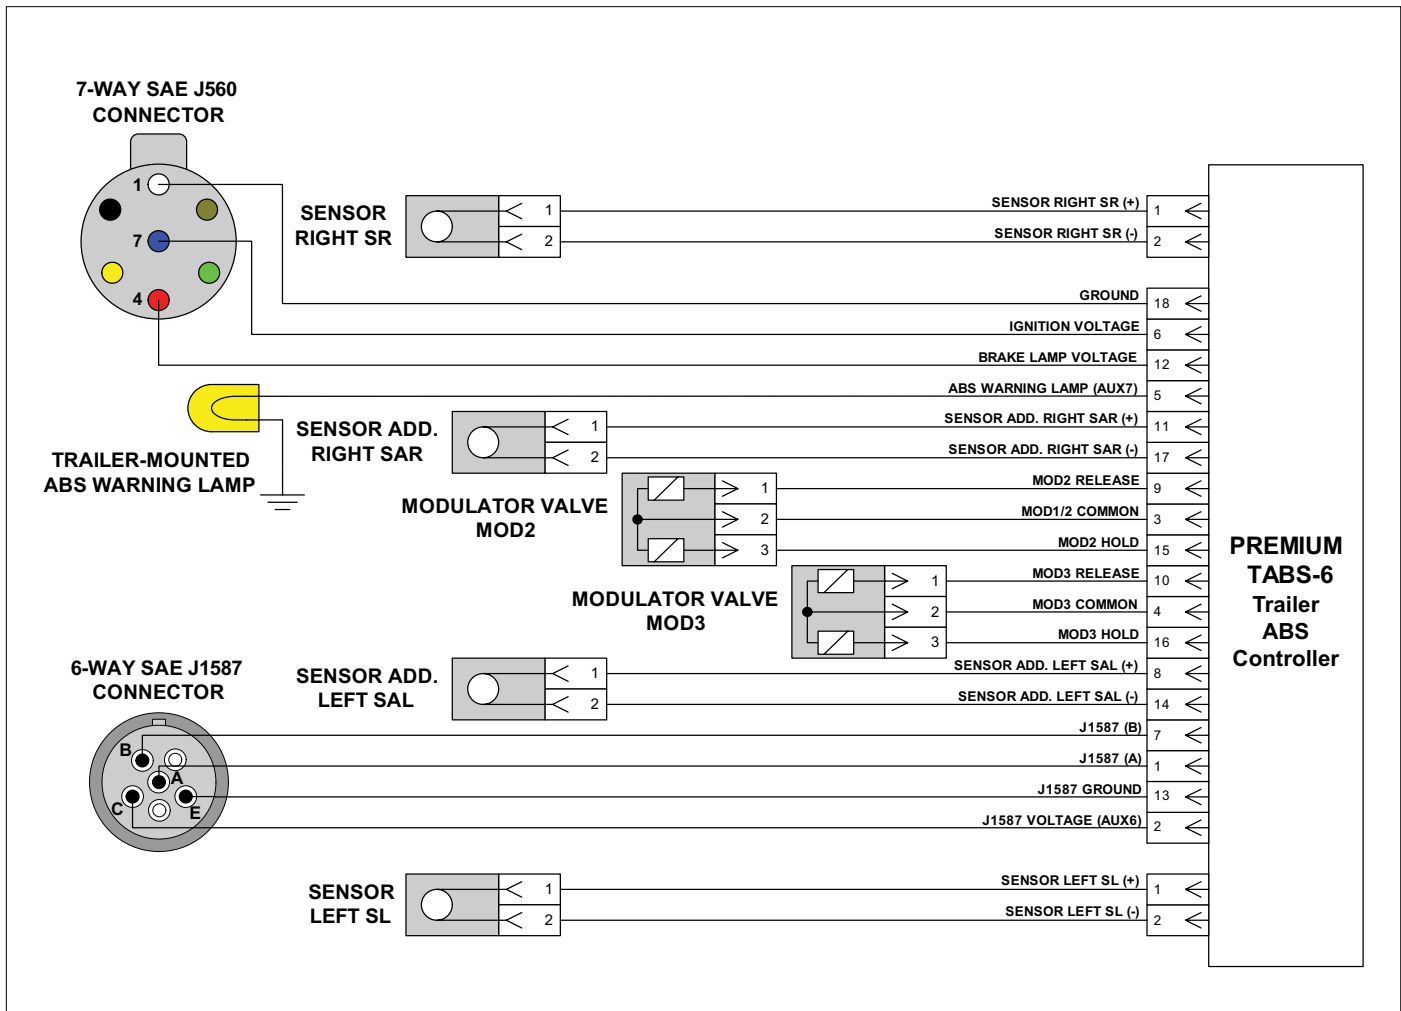 7-WAY SAE J560
CONNECTOR
1
7
4
SENSOR
RIGHT SR
1
2
SENSOR RIGHT SR (+)
1
SENSOR RIGHT SR (-)
2
GROUND
18
IGNITION VOLTAGE
6
BRAKE LAMP VOLTAGE
12
ABS WARNING LAMP (AUX7)
5
TRAILER-MOUNTED
ABS WARNING LAMP
SENSOR ADD.
RIGHT SAR
1
2
SENSOR ADD. RIGHT SAR (+)
11
SENSOR ADD. RIGHT SAR (-)
17
MODULATOR VALVE
MOD2
1
2
3
MOD2 RELEASE
9
MOD1/2 COMMON
3
MOD2 HOLD
15
MODULATOR VALVE
MOD3
1
2
3
MOD3 RELEASE
10
MOD3 COMMON
4
MOD3 HOLD
16
SENSOR ADD.
LEFT SAL
1
2
SENSOR ADD. LEFT SAL (+)
8
SENSOR ADD. LEFT SAL (-)
14
6-WAY SAE J1587
CONNECTOR
B
A
C
E
J1587 (B)
7
J1587 (A)
1
J1587 GROUND
13
J1587 VOLTAGE (AUX6)
2
SENSOR
LEFT SL
1
2
SENSOR LEFT SL (+)
1
SENSOR LEFT SL (-)
2
PREMIUM
TABS-6
Trailer
ABS
Controller